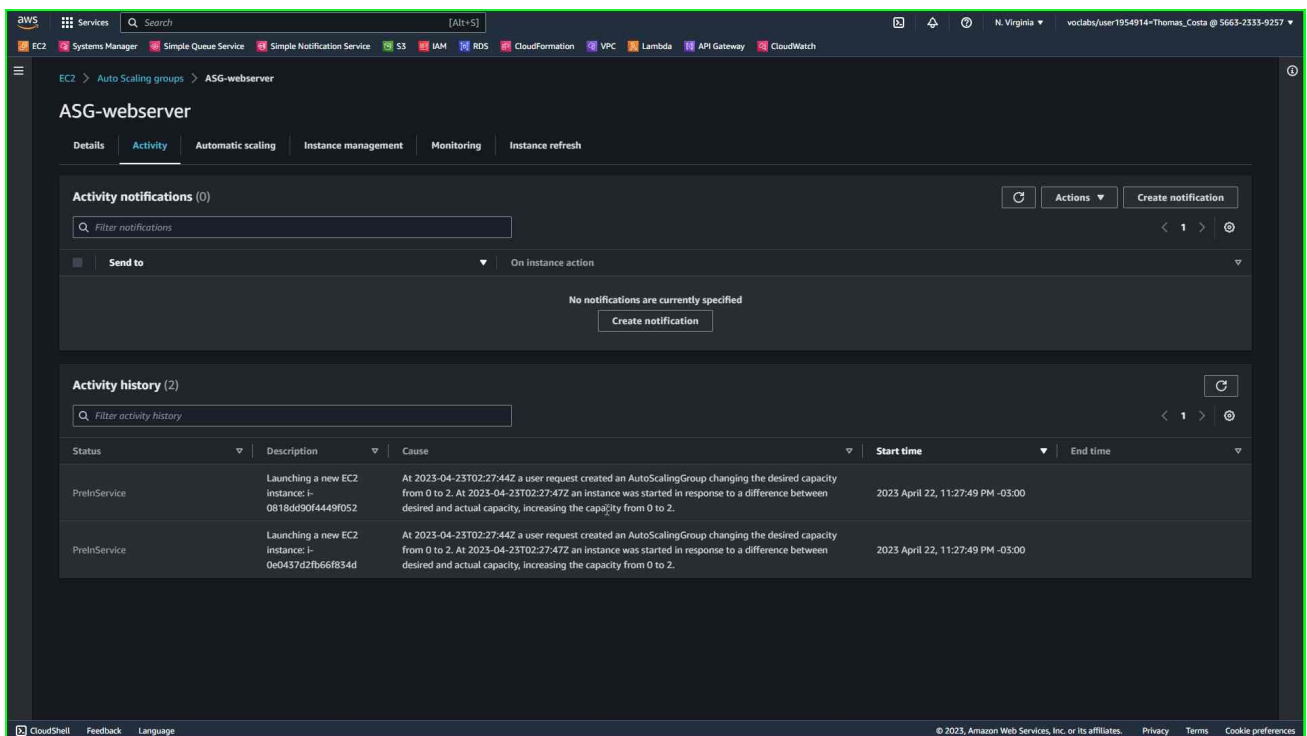 aws Services Search [Alt+S] N. Virginia voclabs/user1954914=Thomas_Costa @ 5663-2333-9257
EC2 Systems Manager Simple Queue Service Simple Notification Service S3 IAM RDS CloudFormation VPC Lambda API Gateway CloudWatch
EC2 > Auto Scaling groups > ASG-webserver
ASG-webserver
Details Activity Automatic scaling Instance management Monitoring Instance refresh
Activity notifications (0) Actions Create notification
Filter notifications 1
Send to On instance action
No notifications are currently specified
Create notification
Activity history (2)
Filter activity history 1
Status Description Cause Start time End time
Launching a new EC2 At 2023-04-23T02:27:44Z a user request created an AutoScalingGroup changing the desired capacity
PreInService instance: i- from 0 to 2. At 2023-04-23T02:27:47Z an instance was started in response to a difference between 2023 April 22, 11:27:49 PM -03:00
0818dd90f4449f052 desired and actual capacity, increasing the capacity from 0 to 2.
Launching a new EC2 At 2023-04-23T02:27:44Z a user request created an AutoScalingGroup changing the desired capacity
PreInService instance: i- from 0 to 2. At 2023-04-23T02:27:47Z an instance was started in response to a difference between 2023 April 22, 11:27:49 PM -03:00
0e0437d2fb66f834d desired and actual capacity, increasing the capacity from 0 to 2.
CloudShell Feedback Language © 2023, Amazon Web Services, Inc. or its affiliates. Privacy Terms Cookie preferences